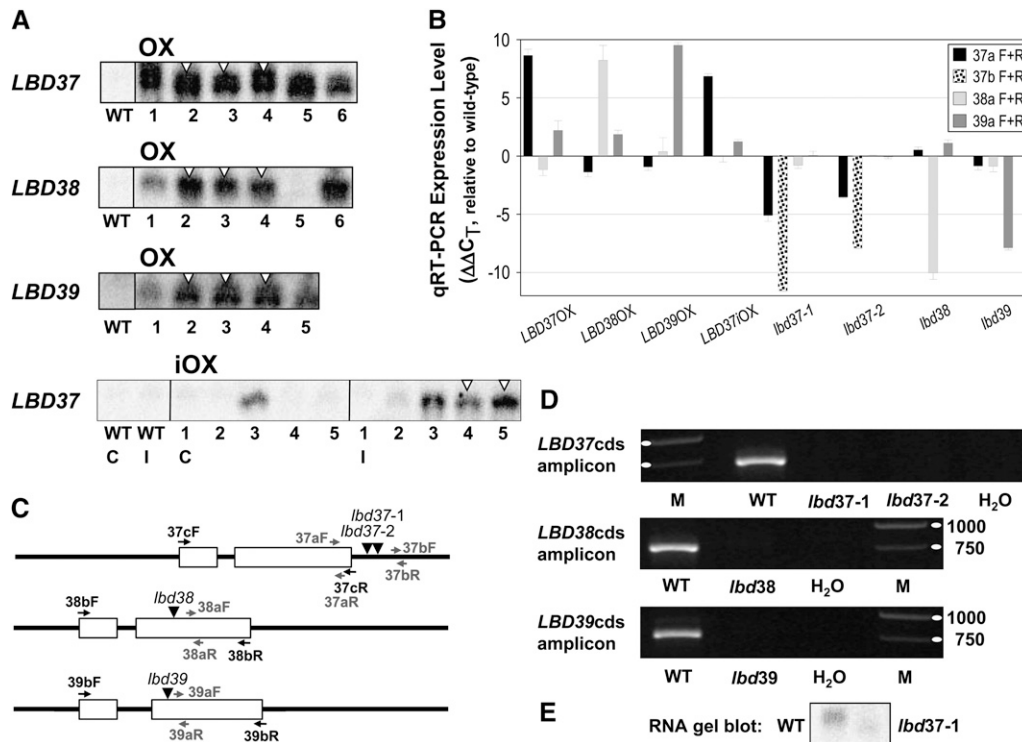 A
OX
LBD37
WT 1 2 3 4 5 6
OX
LBD38
WT 1 2 3 4 5 6
OX
LBD39
WT 1 2 3 4 5
iOX
LBD37
WT WT 1 2 3 4 5 1 2 3 4 5
C I C I
B
qRT-PCR Expression Level
(ΔΔCT, relative to wild-type)
10
5
0
-5
-10
37a F+R
37b F+R
38a F+R
39a F+R
LBD37OX LBD38OX LBD39OX LBD37iOX lbd37-1 lbd37-2 lbd38 lbd39
C
lbd37-1
lbd37-2
37cF 37aF 37bF
37bR
37cR
37aR
lbd38
38bF 38aF
38aR 38bR
lbd39
39bF 39aF
39aR 39bR
D
LBD37cds
amplicon
M WT lbd37-1 lbd37-2 H2O
LBD38cds
amplicon
1000
750
WT lbd38 H2O M
LBD39cds
amplicon
1000
750
WT lbd39 H2O M
E
RNA gel blot: WT lbd37-1